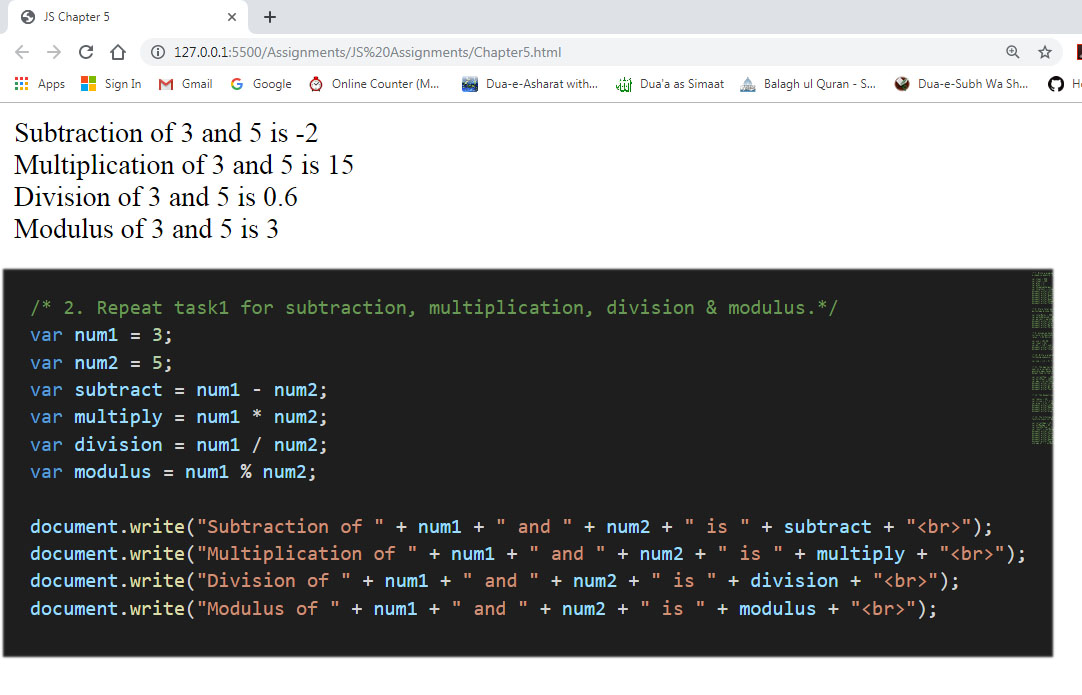 JS Chapter 5
127.0.0.1:5500/Assignments/JS%20Assignments/Chapter5.html
Apps Sign In Gmail Google Online Counter (M... Dua-e-Asharat with... Dua'a as Simaat Balagh ul Quran - S... Dua-e-Subh Wa Sh...
Subtraction of 3 and 5 is -2
Multiplication of 3 and 5 is 15
Division of 3 and 5 is 0.6
Modulus of 3 and 5 is 3
/* 2. Repeat task1 for subtraction, multiplication, division & modulus.*/
var num1 = 3;
var num2 = 5;
var subtract = num1 - num2;
var multiply = num1 * num2;
var division = num1 / num2;
var modulus = num1 % num2;
document.write("Subtraction of " + num1 + " and " + num2 + " is " + subtract + "<br>");
document.write("Multiplication of " + num1 + " and " + num2 + " is " + multiply + "<br>");
document.write("Division of " + num1 + " and " + num2 + " is " + division + "<br>");
document.write("Modulus of " + num1 + " and " + num2 + " is " + modulus + "<br>");